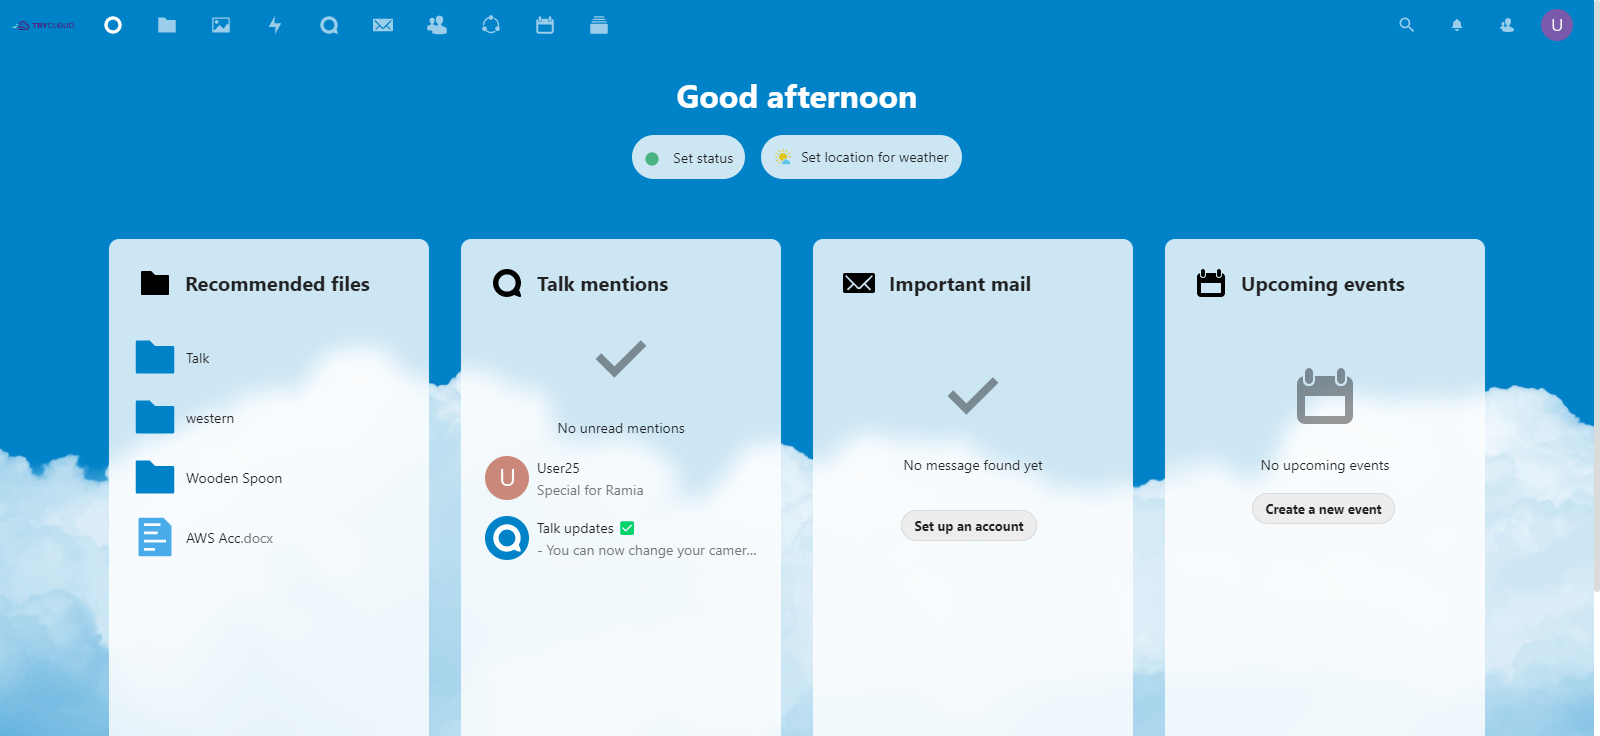 TRYCLOUD
U
Good afternoon
Set status
Set location for weather
Recommended files
Talk
western
Wooden Spoon
AWS Acc.docx
Talk mentions
No unread mentions
U
User25
Special for Ramia
Talk updates ✅
- You can now change your camer...
Important mail
No message found yet
Set up an account
Upcoming events
No upcoming events
Create a new event